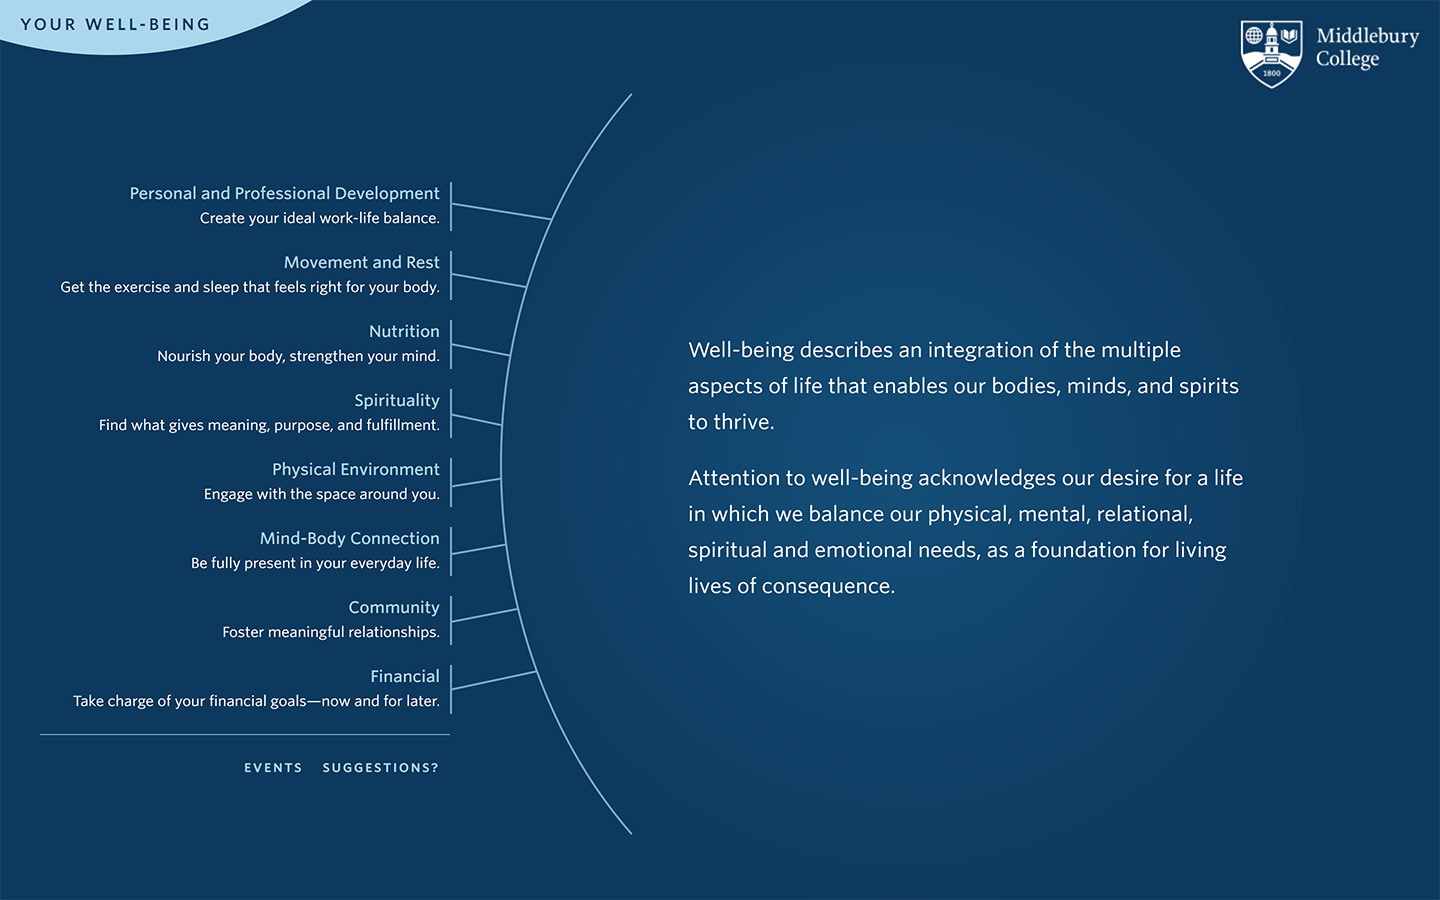 YOUR WELL-BEING
Middlebury
College
1800
Personal and Professional Development
Create your ideal work-life balance.
Movement and Rest
Get the exercise and sleep that feels right for your body.
Nutrition
Nourish your body, strengthen your mind.
Spirituality
Find what gives meaning, purpose, and fulfillment.
Physical Environment
Engage with the space around you.
Mind-Body Connection
Be fully present in your everyday life.
Community
Foster meaningful relationships.
Financial
Take charge of your financial goals—now and for later.
EVENTS SUGGESTIONS?
Well-being describes an integration of the multiple
aspects of life that enables our bodies, minds, and spirits
to thrive.
Attention to well-being acknowledges our desire for a life
in which we balance our physical, mental, relational,
spiritual and emotional needs, as a foundation for living
lives of consequence.